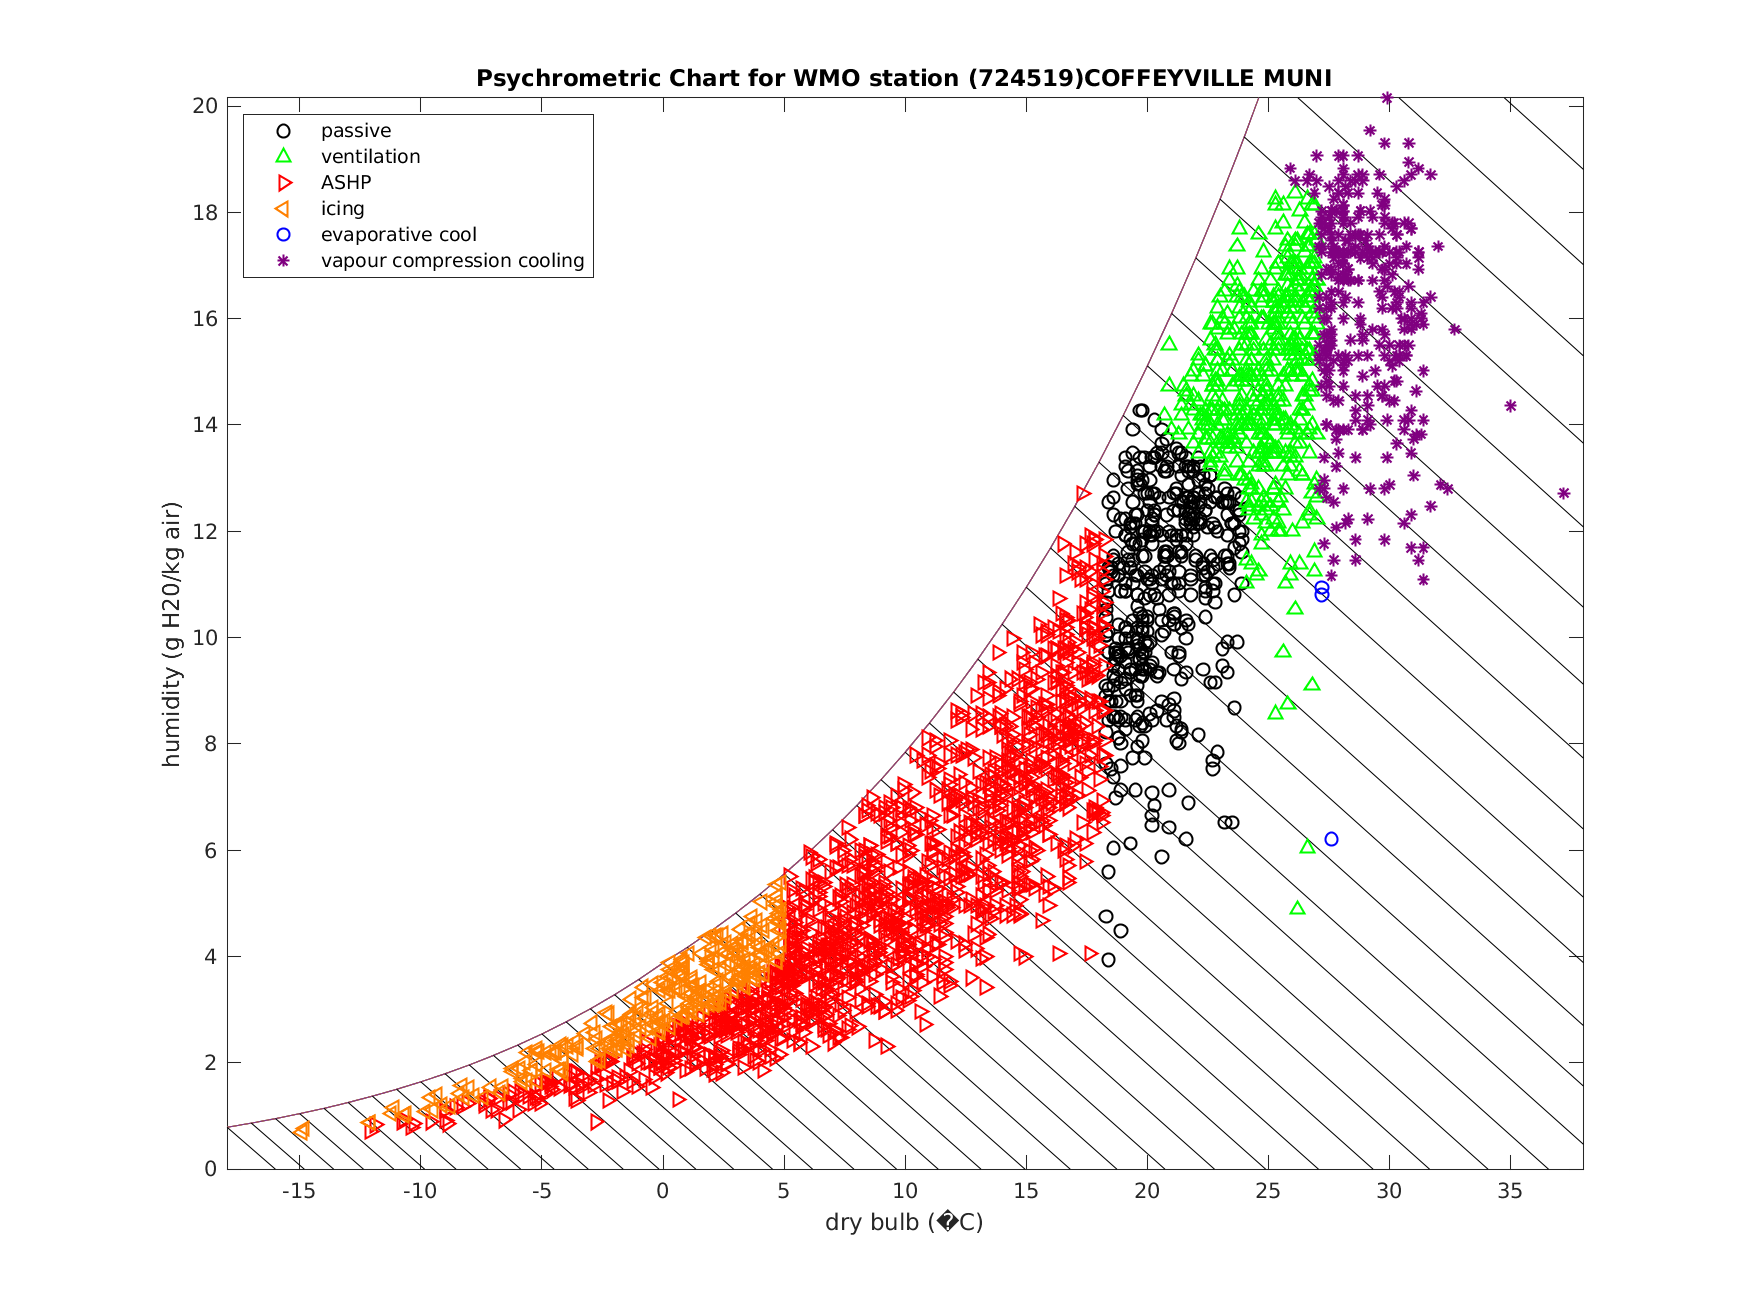 Psychrometric Chart for WMO station (724519)COFFEYVILLE MUNI
passive
ventilation
ASHP
icing
evaporative cool
vapour compression cooling
humidity (g H20/kg air)
20
18
16
14
12
10
8
6
4
2
0
-15 -10 -5 0 5 10 15 20 25 30 35
dry bulb (�C)